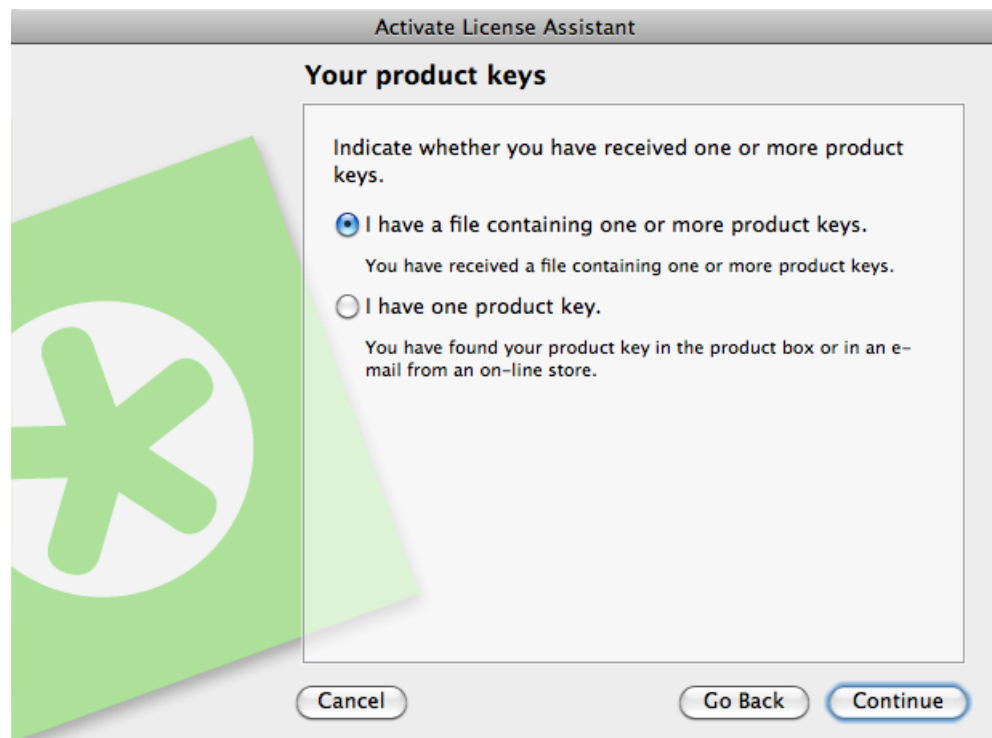 Activate License Assistant
Your product keys
Indicate whether you have received one or more product
keys.
I have a file containing one or more product keys.
You have received a file containing one or more product keys.
I have one product key.
You have found your product key in the product box or in an e-
mail from an on-line store.
Cancel
Go Back
Continue